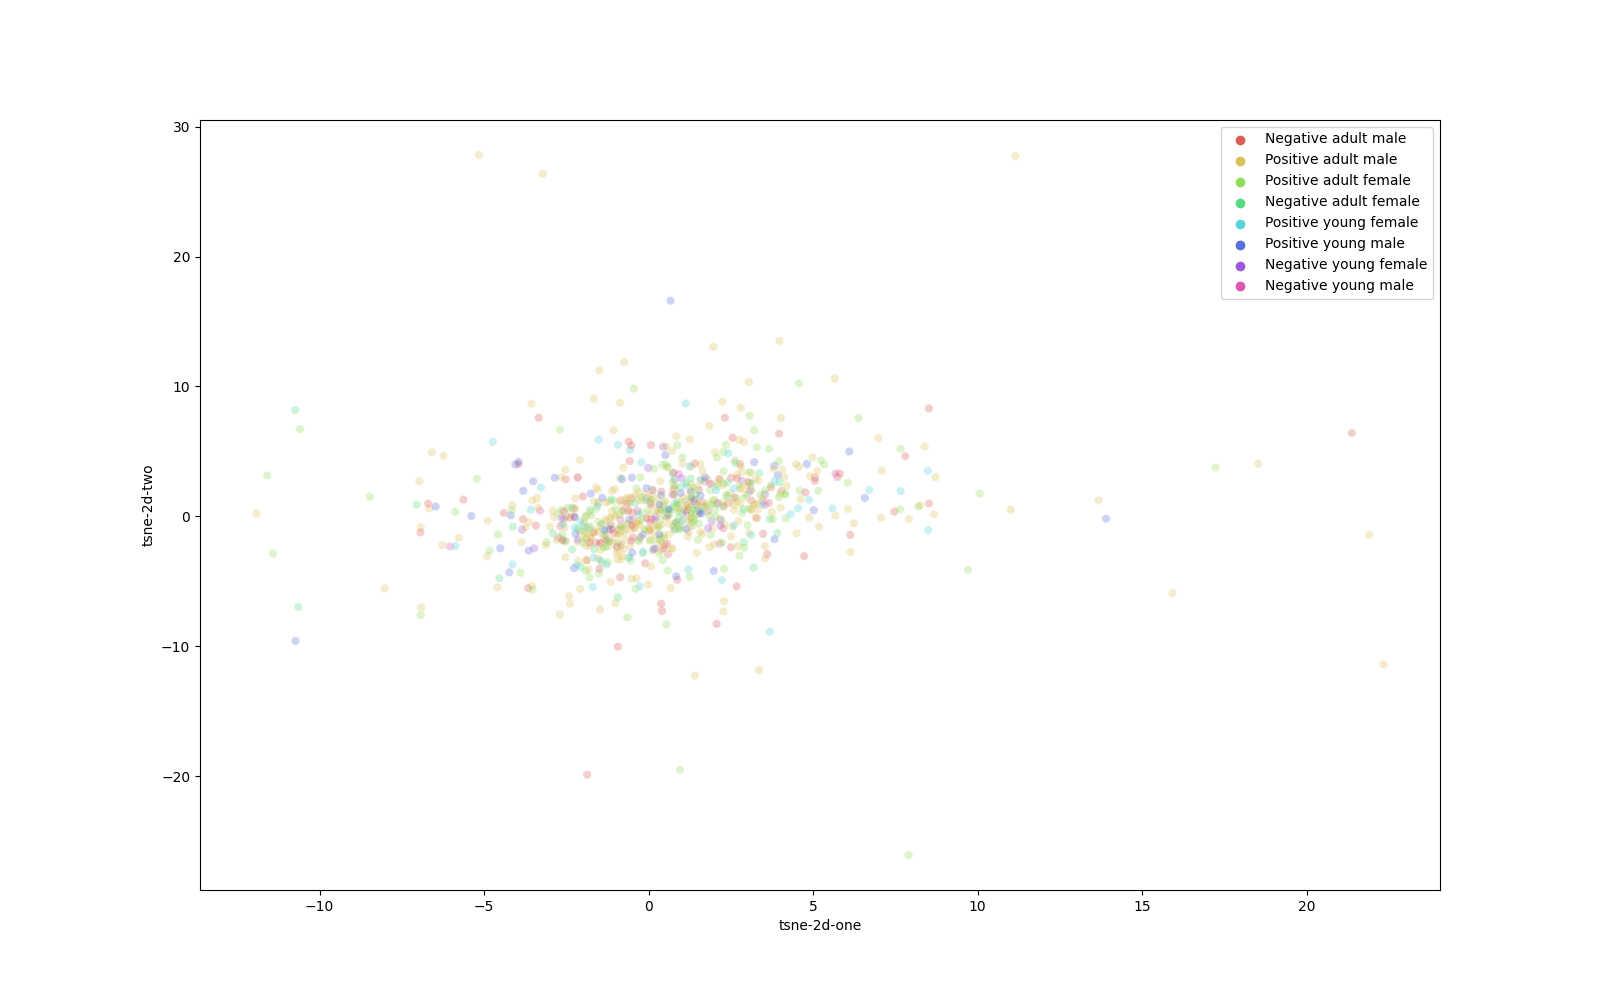 30
20
10
0
−10
−20
tsne-2d-two
−10
−5
0
5
10
15
20
tsne-2d-one
Negative adult male
Positive adult male
Positive adult female
Negative adult female
Positive young female
Positive young male
Negative young female
Negative young male